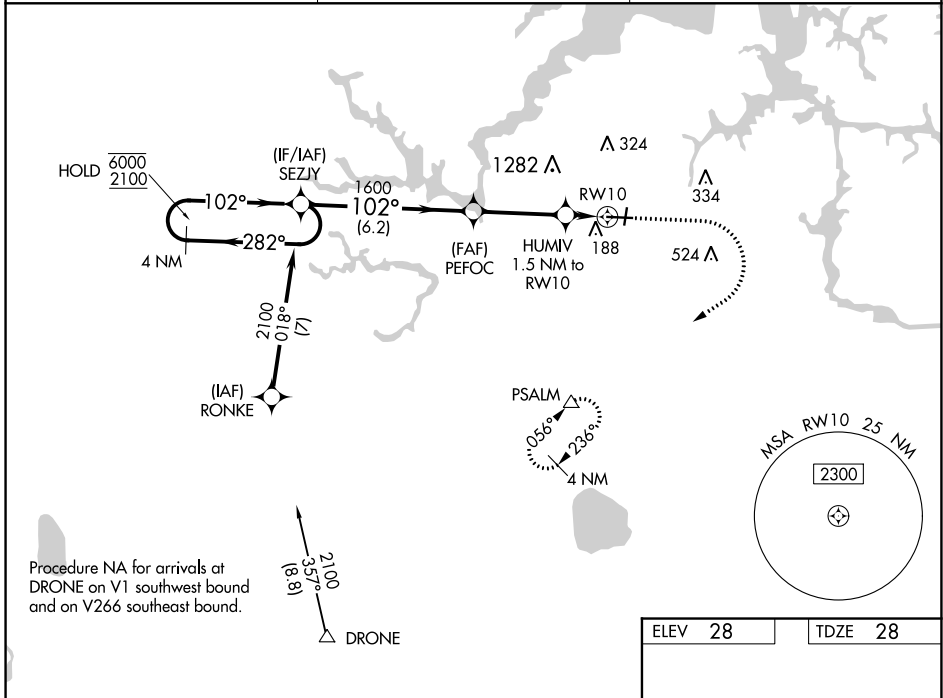 HOLD 6000
2100
102°
282°
4 NM
(IF/IAF)
SEZJY
1600
102°
(6.2)
(FAF)
PEFOC
HUMIV
1.5 NM to
RW10
RW10
1282
324
334
188
524
2100
018°
(7)
(IAF)
RONKE
PSALM
056°
236°
4 NM
MSA RW10 25 NM
2300
Procedure NA for arrivals at
DRONE on V1 southwest bound
and on V266 southeast bound.
2100
357°
(8.8)
DRONE
ELEV 28
TDZE 28